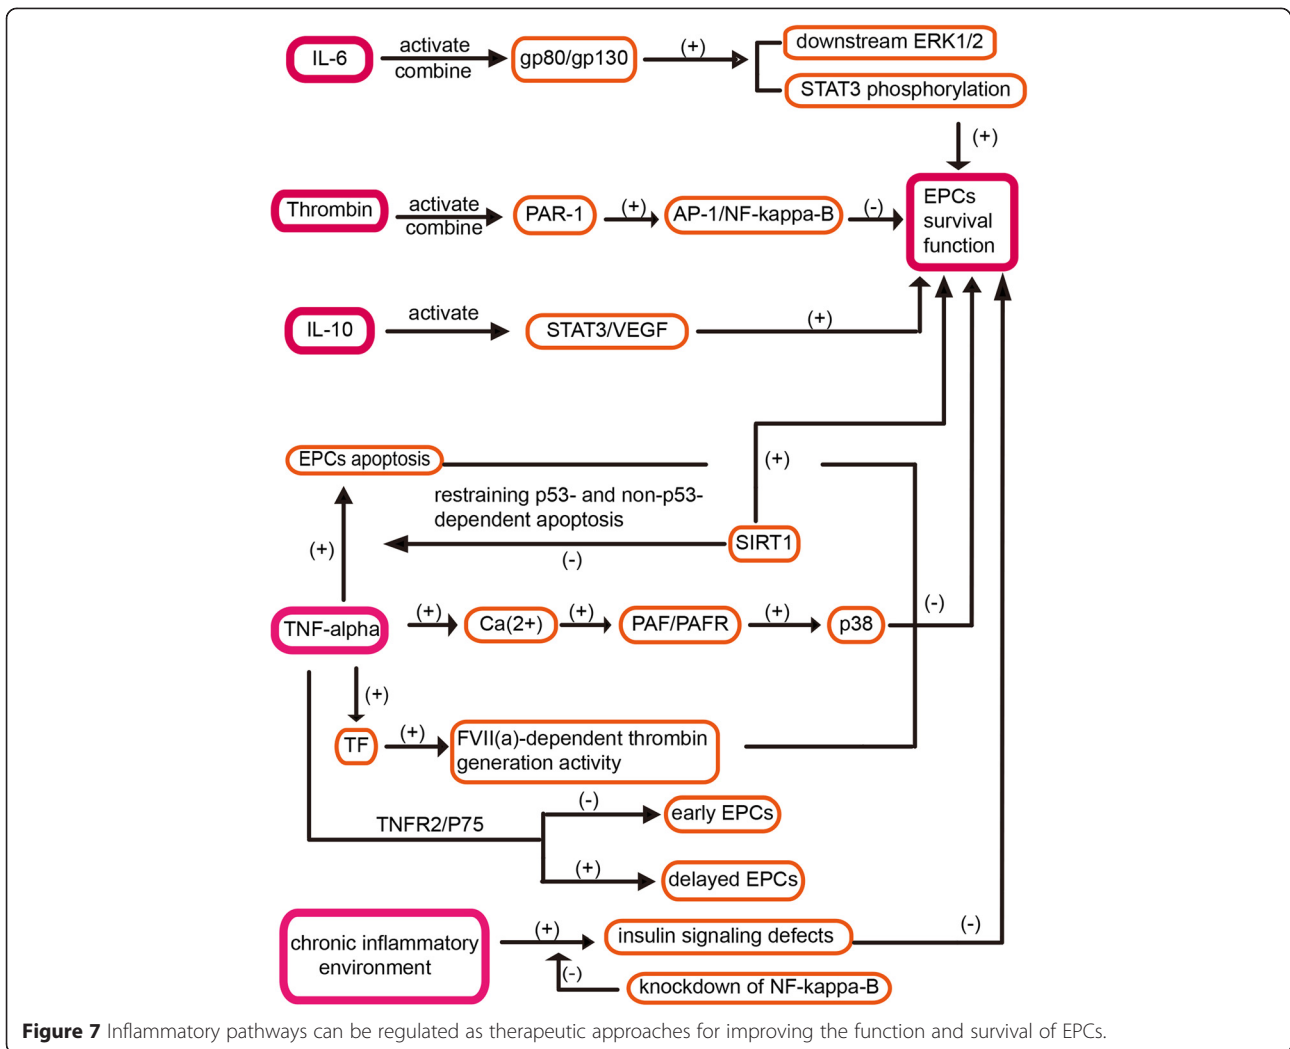 IL-6
activate
combine
gp80/gp130
(+)
downstream ERK1/2
STAT3 phosphorylation
(+)
Thrombin
activate
combine
PAR-1
(+)
AP-1/NF-kappa-B
(-)
EPCs
survival
function
IL-10
activate
STAT3/VEGF
(+)
EPCs apoptosis
(+)
restraining p53- and non-p53-
dependent apoptosis
(-)
SIRT1
(+)
TNF-alpha
(+)
Ca(2+)
(+)
PAF/PAFR
(+)
p38
(-)
(+)
TF
(+)
FVII(a)-dependent thrombin
generation activity
TNFR2/P75
(-)
early EPCs
(+)
delayed EPCs
chronic inflammatory
environment
(+)
insulin signaling defects
(-)
(-)
knockdown of NF-kappa-B
Figure 7 Inflammatory pathways can be regulated as therapeutic approaches for improving the function and survival of EPCs.